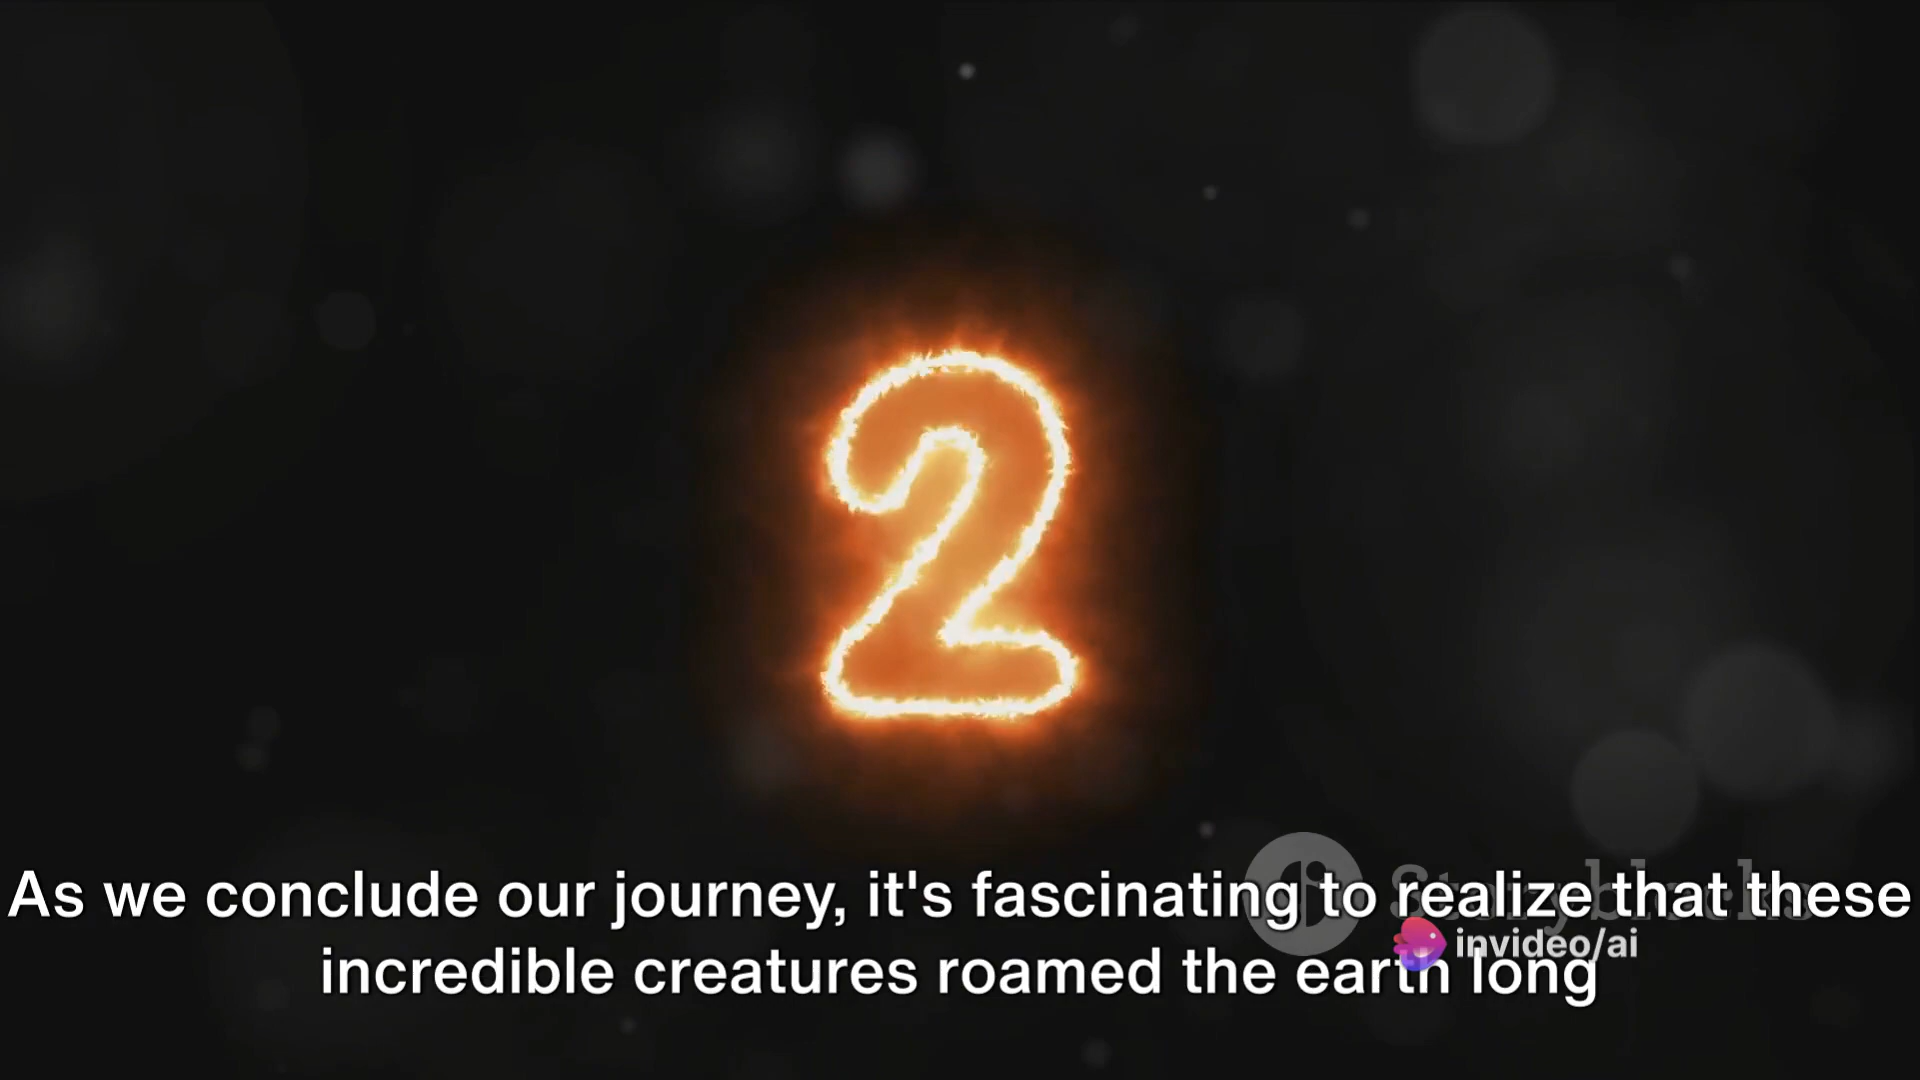 2
As we conclude our journey, it's fascinating to realize that these
Storyblocks
invideo/ai
incredible creatures roamed the earth long